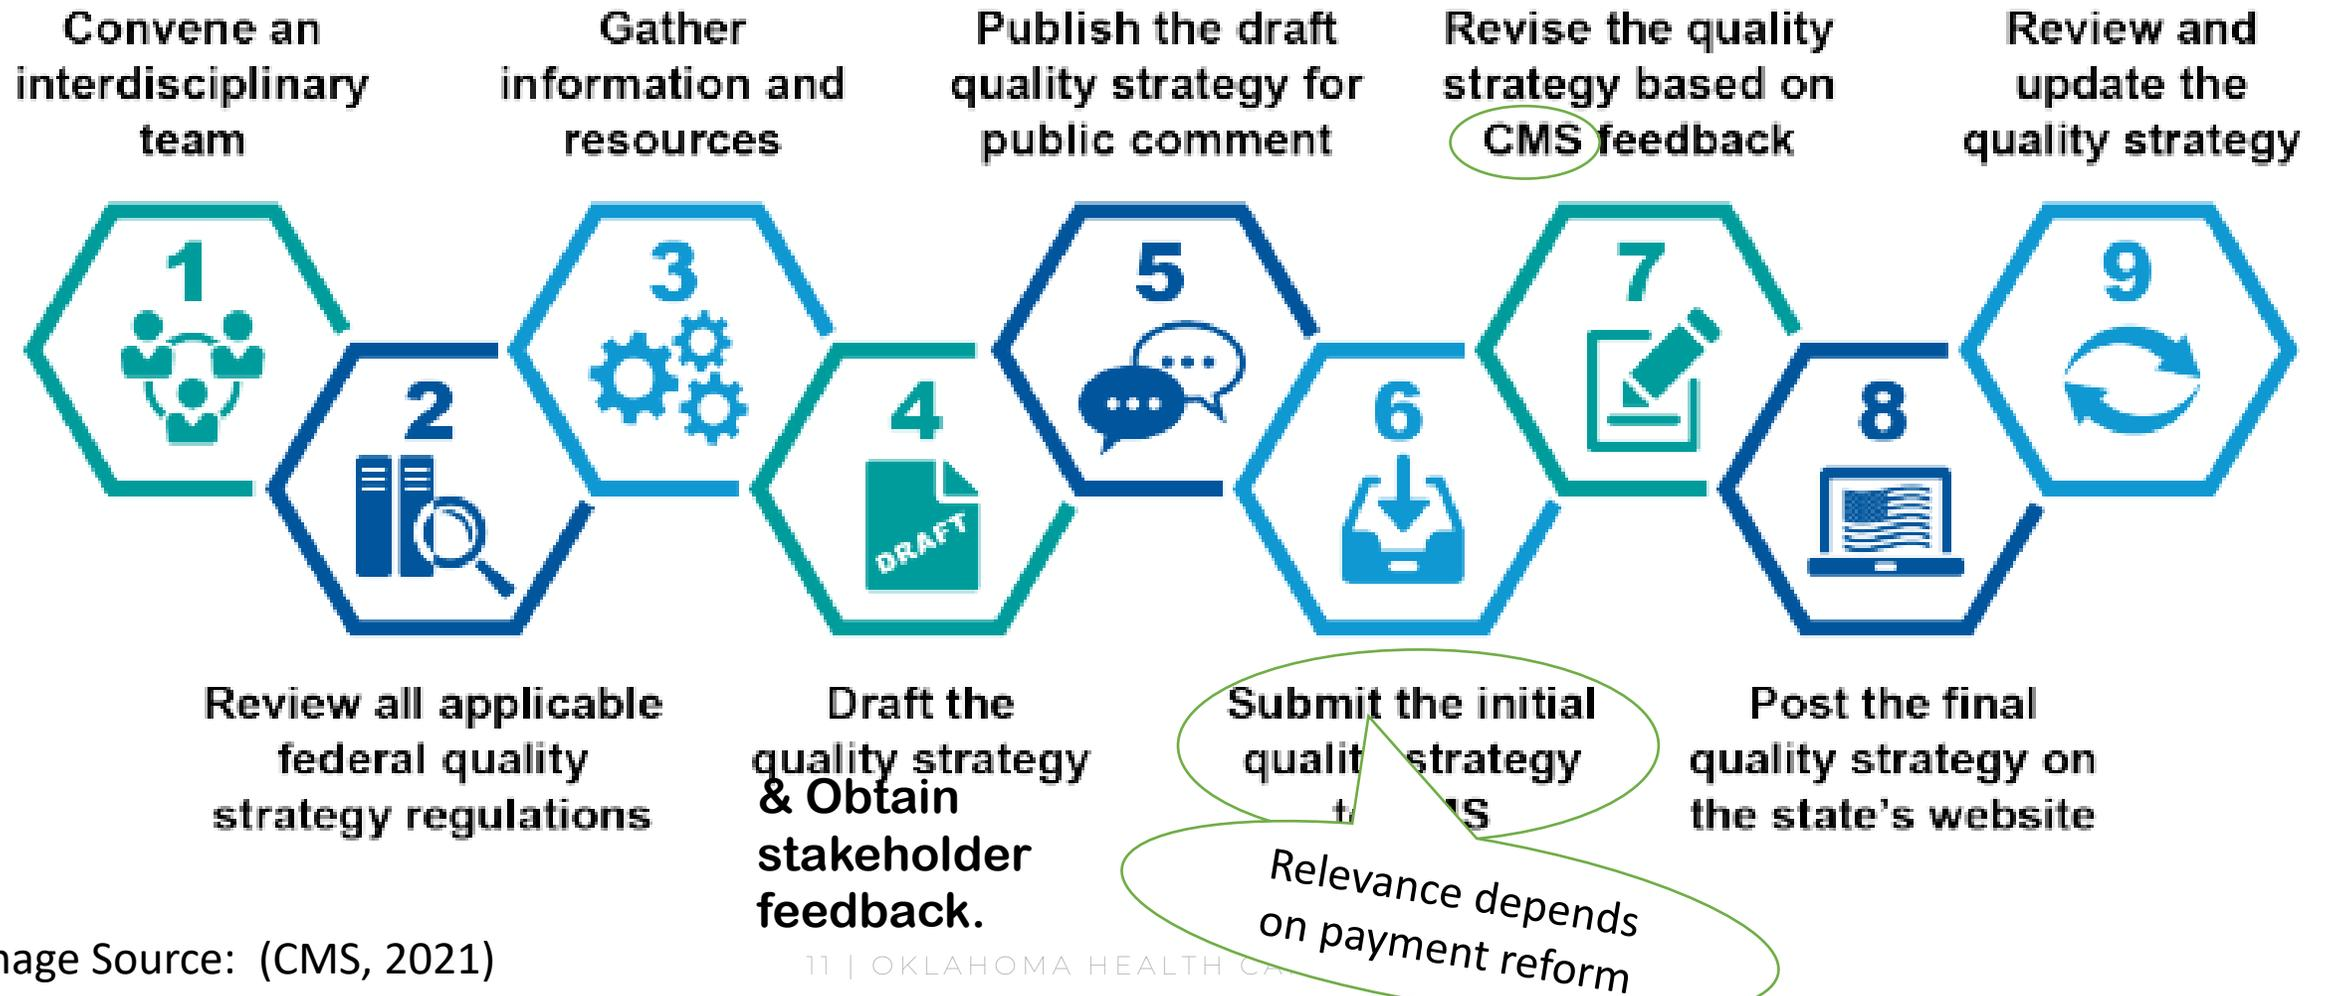 Convene an
interdisciplinary
team
Gather
information and
resources
Publish the draft
quality strategy for
public comment
Revise the quality
strategy based on
CMS feedback
Review and
update the
quality strategy
1
2
3
4
DRAFT
5
6
7
8
9
Review all applicable
federal quality
strategy regulations
Draft the
quality strategy
& Obtain
stakeholder
feedback.
Submit the initial
strategy
Post the final
quality strategy on
the state's website
Relevance depends
on payment reform
Source: (CMS, 2021)
11 | OKLAHOMA HEALTH